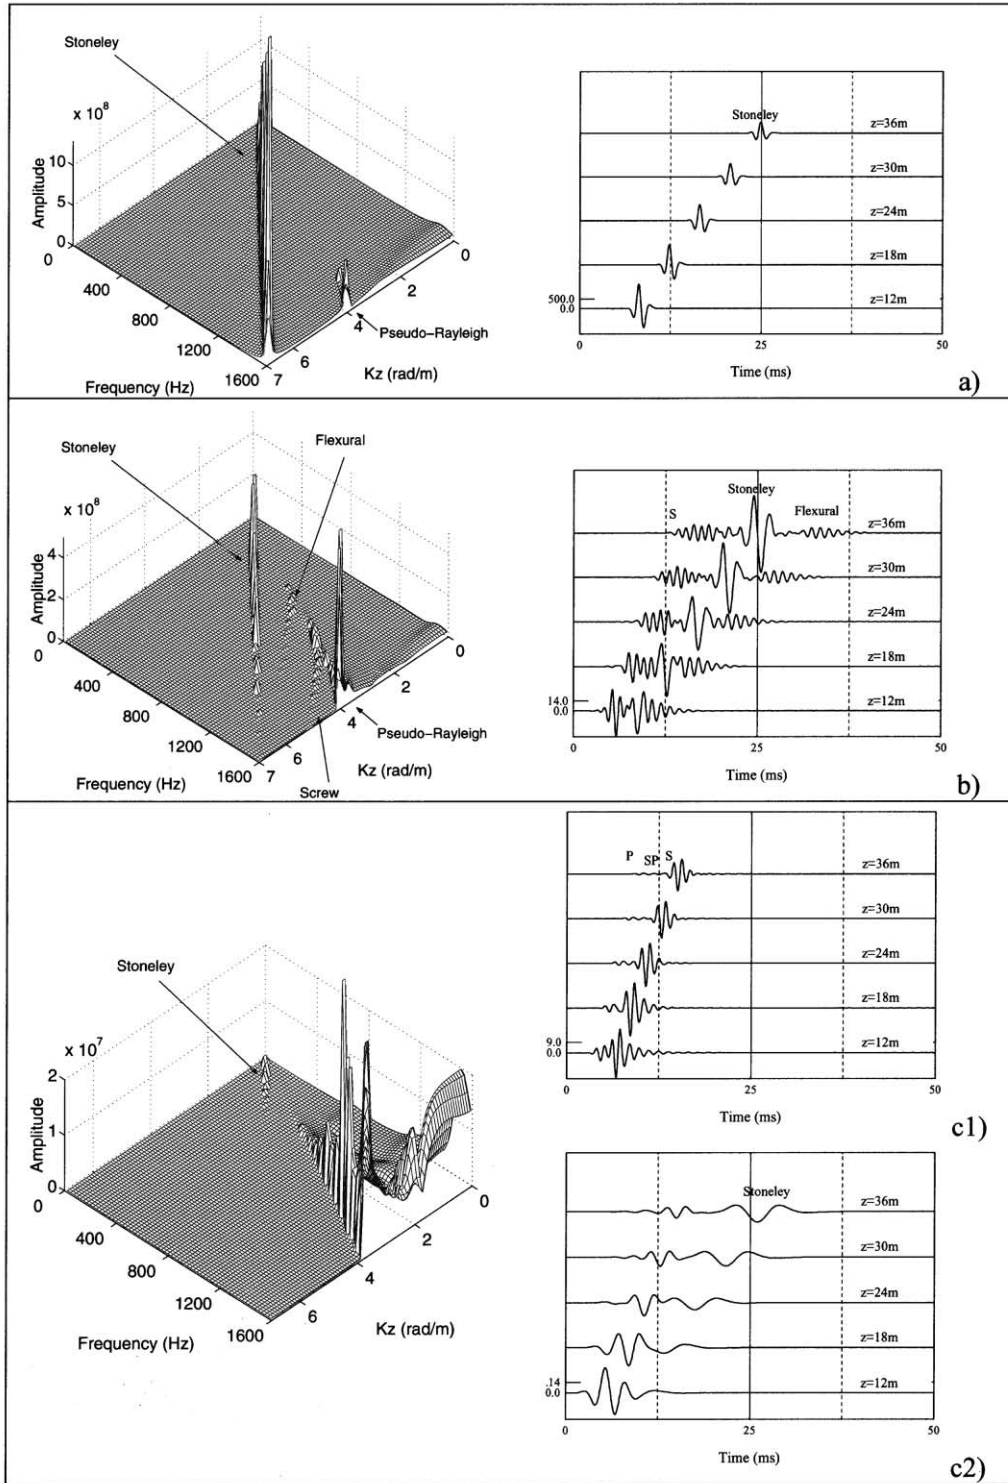 Stoneley
x 10^8
10
5
0
Amplitude
0
400
800
1200
1600
Frequency (Hz)
0
2
4
6
7
Kz (rad/m)
Pseudo-Rayleigh
Stoneley
z=36m
z=30m
z=24m
z=18m
z=12m
500.0
0.0
0
25
50
Time (ms)
a)
Stoneley
Flexural
x 10^8
4
2
0
Amplitude
0
400
800
1200
1600
Frequency (Hz)
0
2
4
6
7
Kz (rad/m)
Pseudo-Rayleigh
Screw
S
Stoneley
Flexural
z=36m
z=30m
z=24m
z=18m
z=12m
14.0
0.0
0
25
50
Time (ms)
b)
Stoneley
x 10^7
2
1
0
Amplitude
0
400
800
1200
1600
Frequency (Hz)
0
2
4
6
Kz (rad/m)
P
SP
S
z=36m
z=30m
z=24m
z=18m
z=12m
9.0
0.0
0
25
50
Time (ms)
c1)
Stoneley
z=36m
z=30m
z=24m
z=18m
z=12m
.14
0.0
0
25
50
Time (ms)
c2)